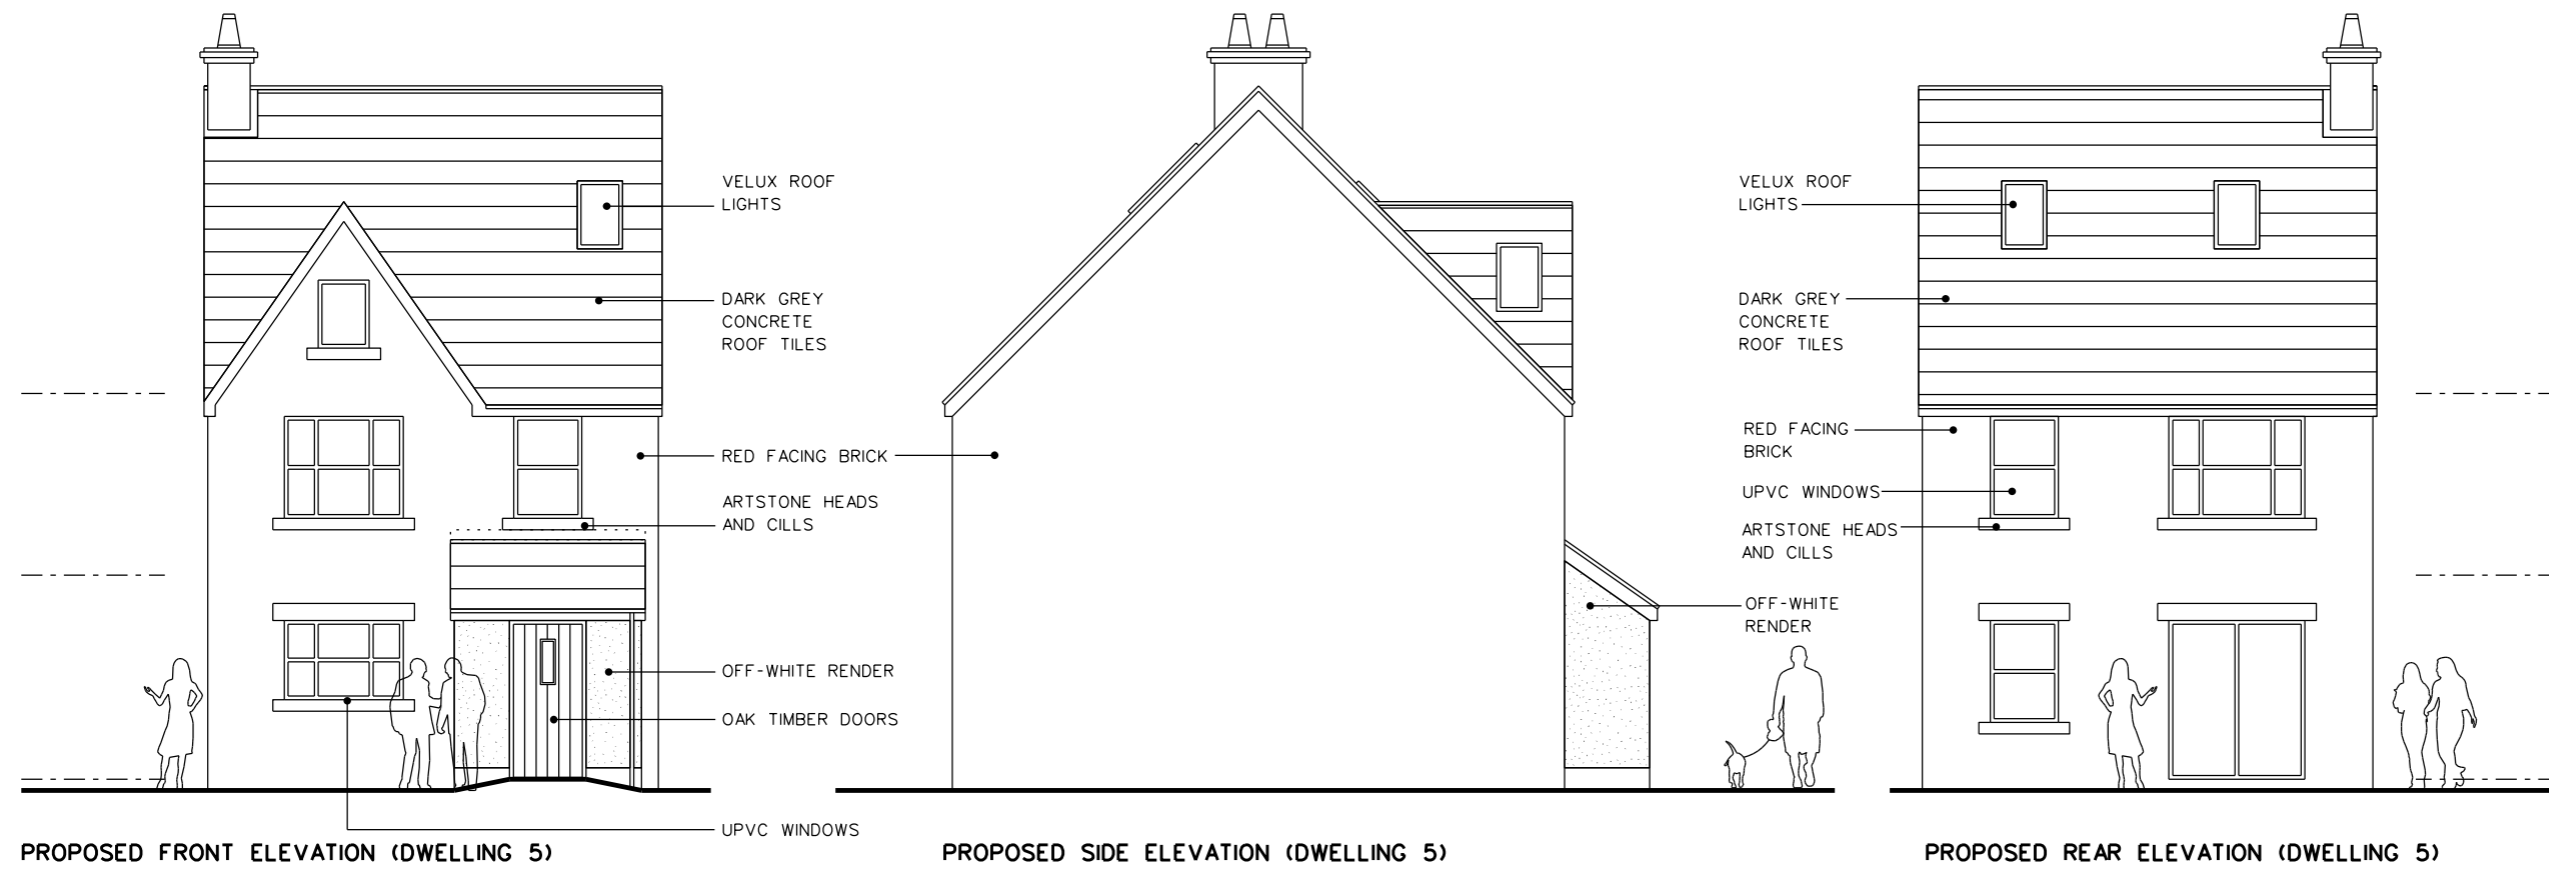 VELUX ROOF
LIGHTS
DARK GREY
CONCRETE
ROOF TILES
RED FACING BRICK
ARTSTONE HEADS
AND CILLS
OFF-WHITE RENDER
OAK TIMBER DOORS
UPVC WINDOWS
PROPOSED FRONT ELEVATION (DWELLING 5)
PROPOSED SIDE ELEVATION (DWELLING 5)
VELUX ROOF
LIGHTS
DARK GREY
CONCRETE
ROOF TILES
RED FACING
BRICK
UPVC WINDOWS
ARTSTONE HEADS
AND CILLS
OFF-WHITE
RENDER
PROPOSED REAR ELEVATION (DWELLING 5)